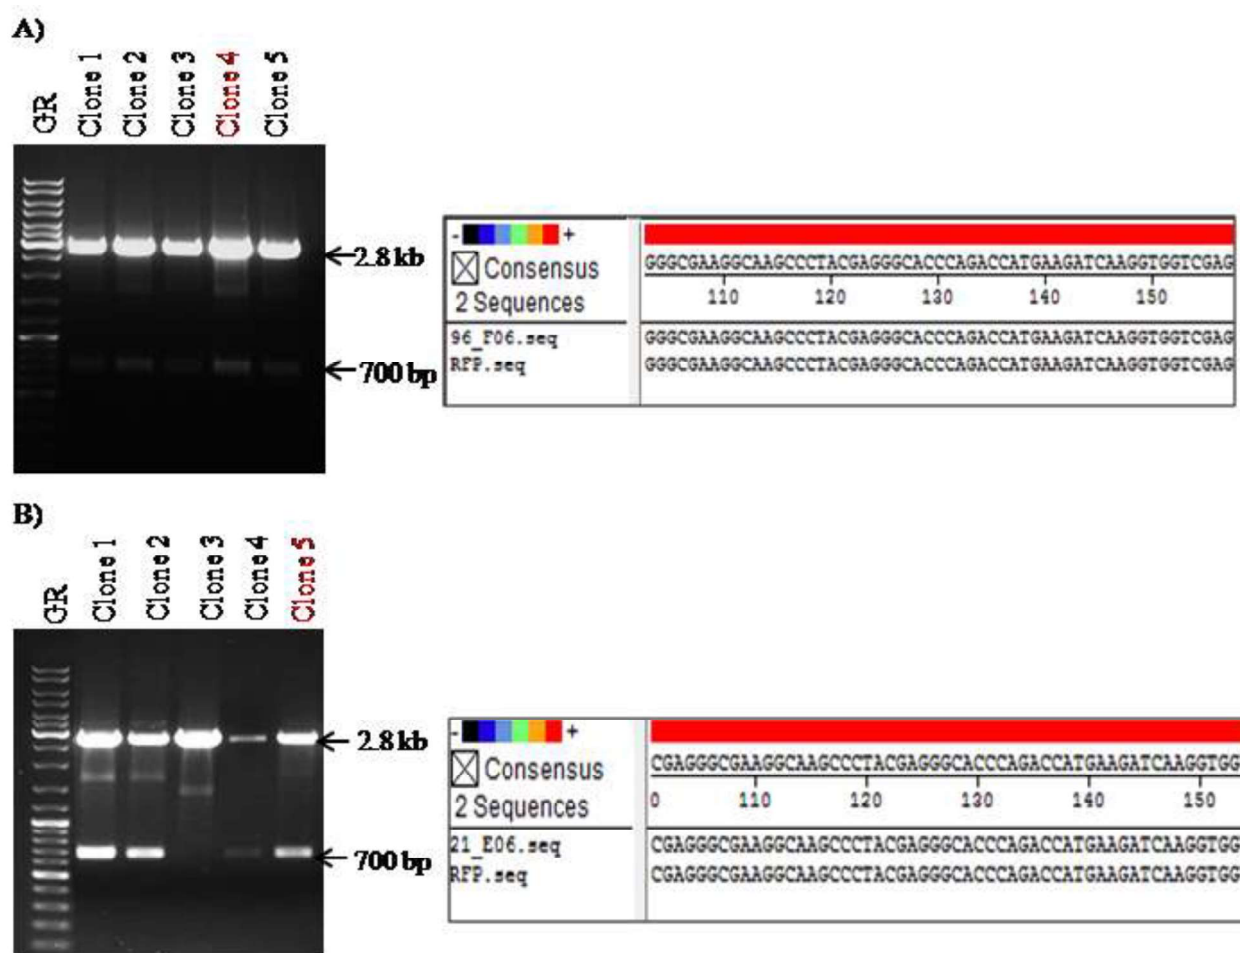 A)
GR
Clone 1
Clone 2
Clone 3
Clone 4
Clone 5
2.8 kb
700 bp
- +
Consensus
2 Sequences
GGGCGAAGGCAAGCCCTACGAGGGCACCCAGACCATGAAGATCAAGGTGGTCGAG
110 120 130 140 150
96_F06.seq GGGCGAAGGCAAGCCCTACGAGGGCACCCAGACCATGAAGATCAAGGTGGTCGAG
RFP.seq GGGCGAAGGCAAGCCCTACGAGGGCACCCAGACCATGAAGATCAAGGTGGTCGAG
B)
GR
Clone 1
Clone 2
Clone 3
Clone 4
Clone 5
2.8 kb
700 bp
- +
Consensus
2 Sequences
CGAGGGCGAAGGCAAGCCCTACGAGGGCACCCAGACCATGAAGATCAAGGTGG
0 110 120 130 140 150
21_E06.seq CGAGGGCGAAGGCAAGCCCTACGAGGGCACCCAGACCATGAAGATCAAGGTGG
RFP.seq CGAGGGCGAAGGCAAGCCCTACGAGGGCACCCAGACCATGAAGATCAAGGTGG